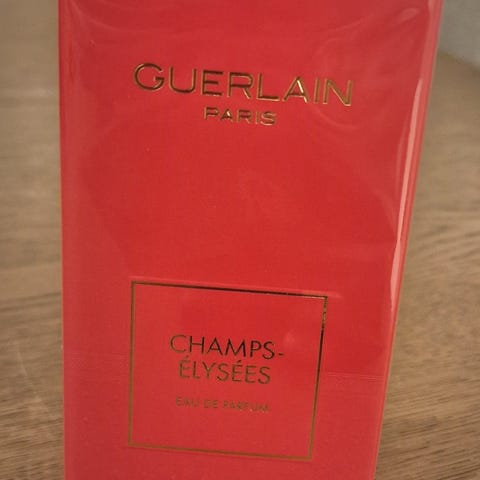 GUERLAIN
PARIS
CHAMPS-
ÉLYSÉES
EAU DE PARFUM